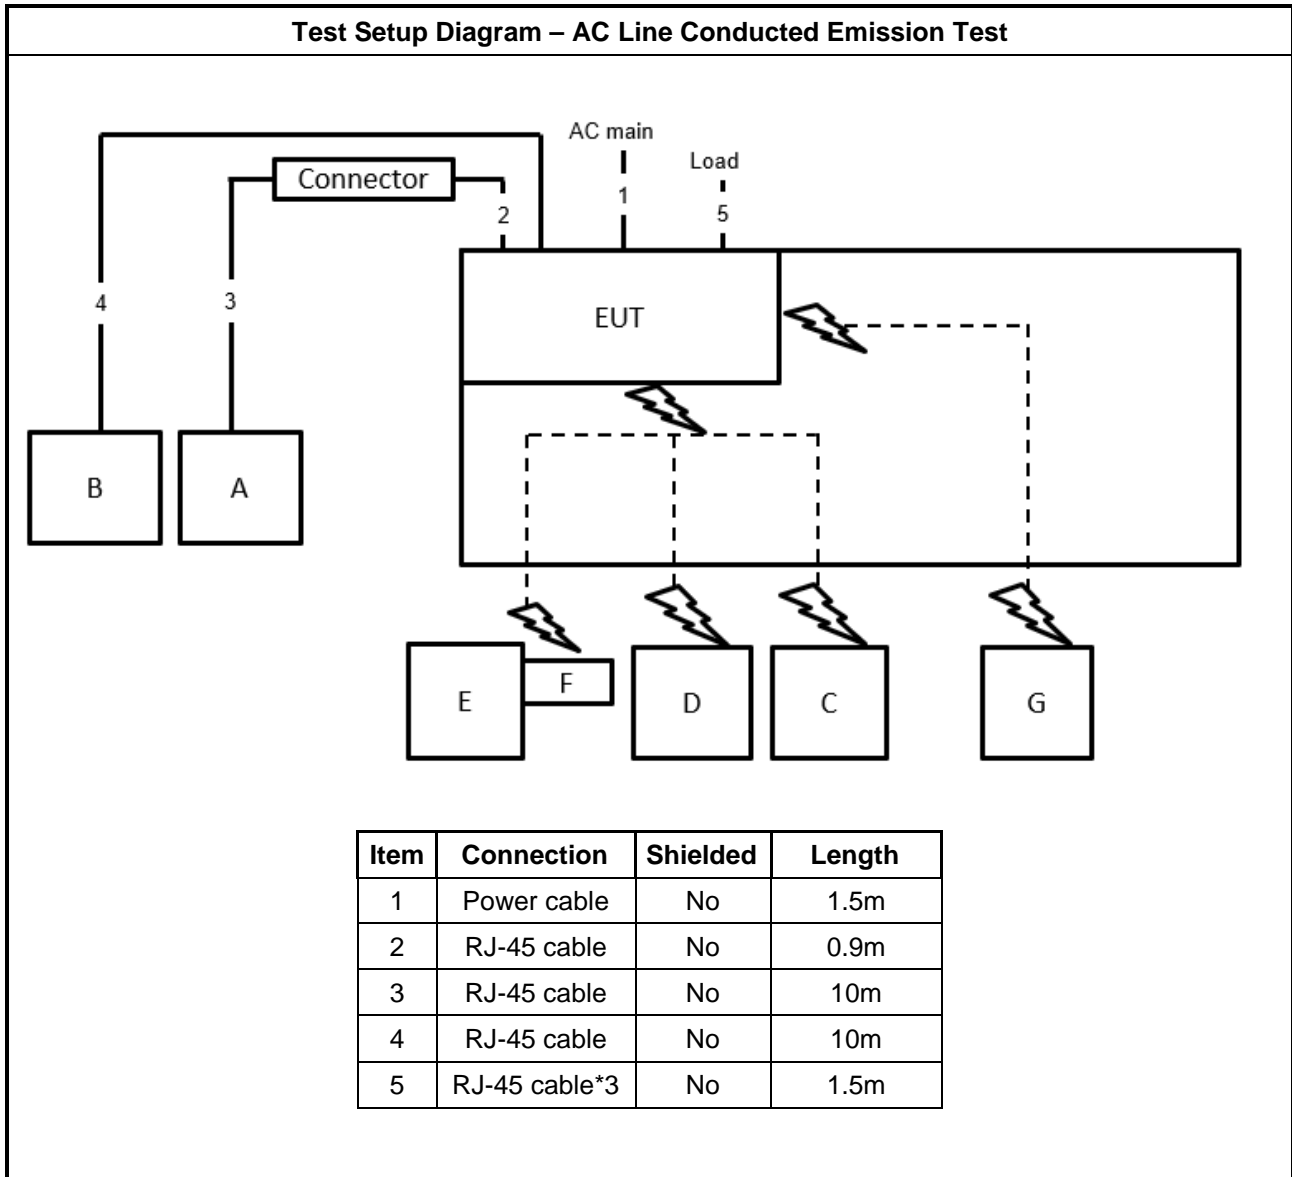 Test Setup Diagram – AC Line Conducted Emission Test
AC main
Load
Connector
1
2
5
4
3
EUT
B
A
E
F
D
C
G
Item Connection Shielded Length
1 Power cable No 1.5m
2 RJ-45 cable No 0.9m
3 RJ-45 cable No 10m
4 RJ-45 cable No 10m
5 RJ-45 cable*3 No 1.5m